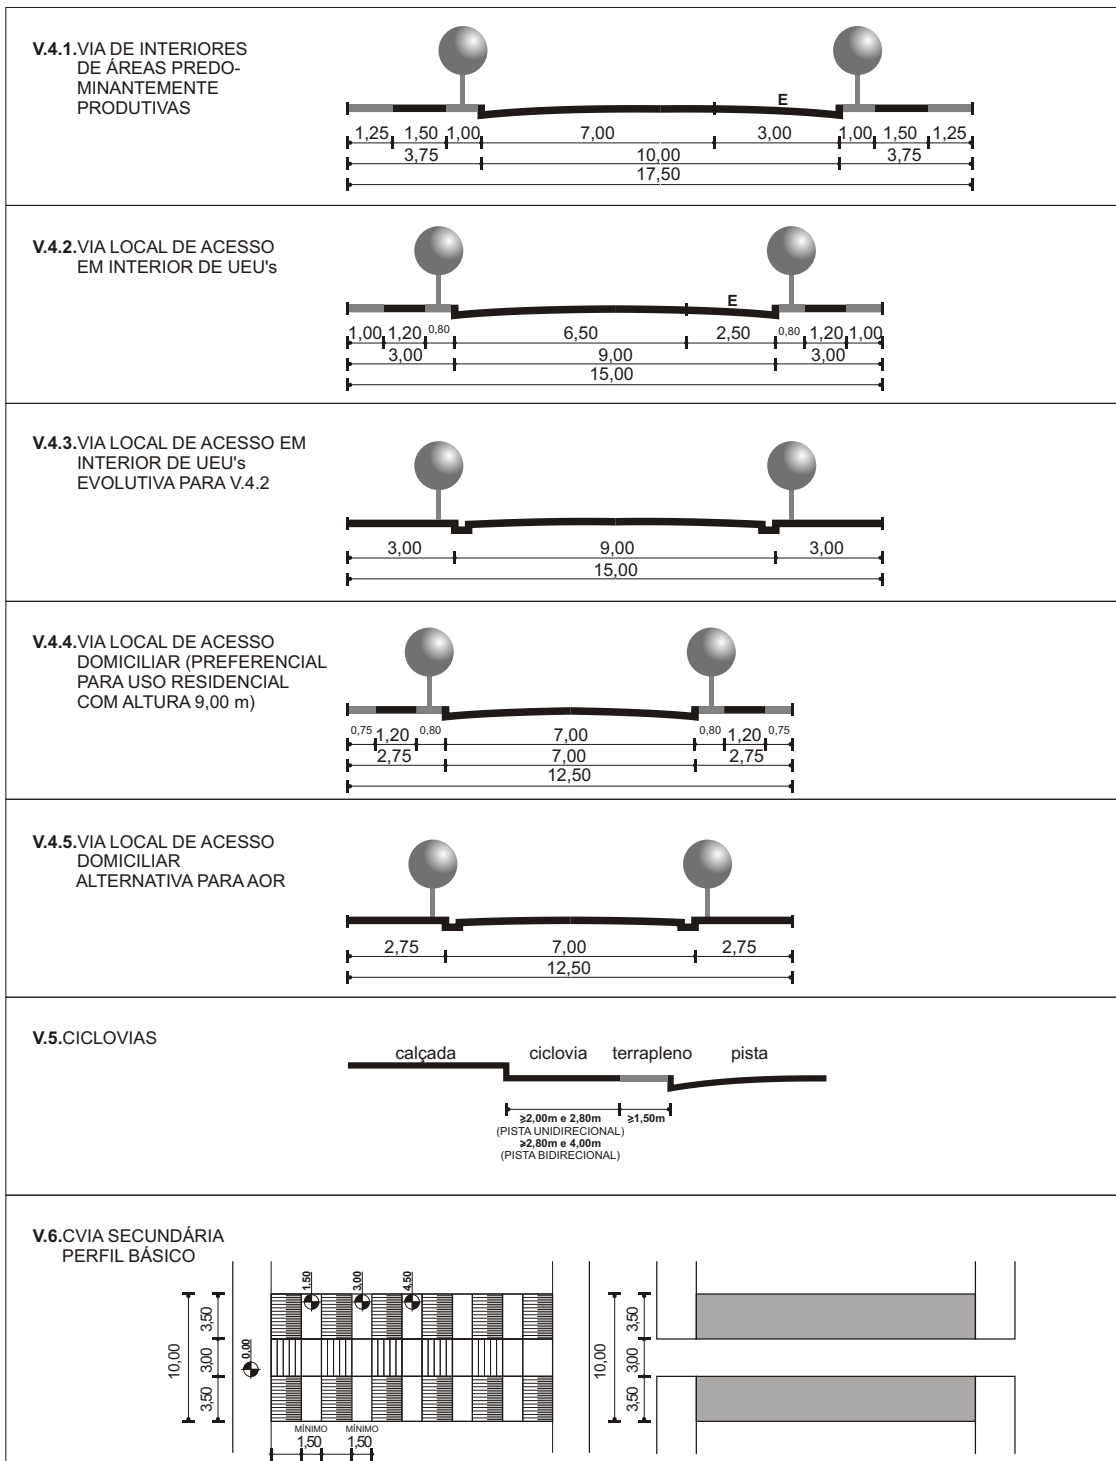 V.4.1.VIA DE INTERIORES
DE ÁREAS PREDO-
MINANTEMENTE
PRODUTIVAS
E
1,25 1,50 1,00 7,00 3,00 1,00 1,50 1,25
3,75 10,00 3,75
17,50
V.4.2.VIA LOCAL DE ACESSO
EM INTERIOR DE UEU's
E
1,00 1,20 0,80 6,50 2,50 0,80 1,20 1,00
3,00 9,00 3,00
15,00
V.4.3.VIA LOCAL DE ACESSO EM
INTERIOR DE UEU's
EVOLUTIVA PARA V.4.2
3,00 9,00 3,00
15,00
V.4.4.VIA LOCAL DE ACESSO
DOMICILIAR (PREFERENCIAL
PARA USO RESIDENCIAL
COM ALTURA 9,00 m)
0,75 1,20 0,80 7,00 0,80 1,20 0,75
2,75 7,00 2,75
12,50
V.4.5.VIA LOCAL DE ACESSO
DOMICILIAR
ALTERNATIVA PARA AOR
2,75 7,00 2,75
12,50
V.5.CICLOVIAS
calçada ciclovia terrapleno pista
≥2,00m e 2,80m ≥1,50m
(PISTA UNIDIRECIONAL)
≥2,80m e 4,00m
(PISTA BIDIRECIONAL)
V.6.CVIA SECUNDÁRIA
PERFIL BÁSICO
1,50 3,00 4,50
10,00 3,50 3,00 3,50
0,00
10,00 3,50 3,00 3,50
MÍNIMO MÍNIMO
1,50 1,50